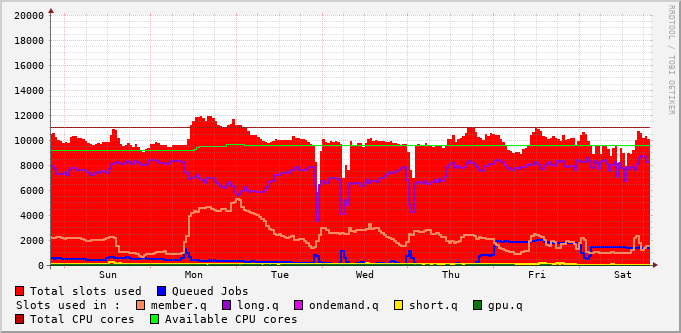 RRDTOOL / TOBI OETIKER
20000
18000
16000
14000
12000
10000
8000
6000
4000
2000
0
Sun Mon Tue Wed Thu Fri Sat
Total slots used Queued Jobs
Slots used in : member.q long.q ondemand.q short.q gpu.q
Total CPU cores Available CPU cores